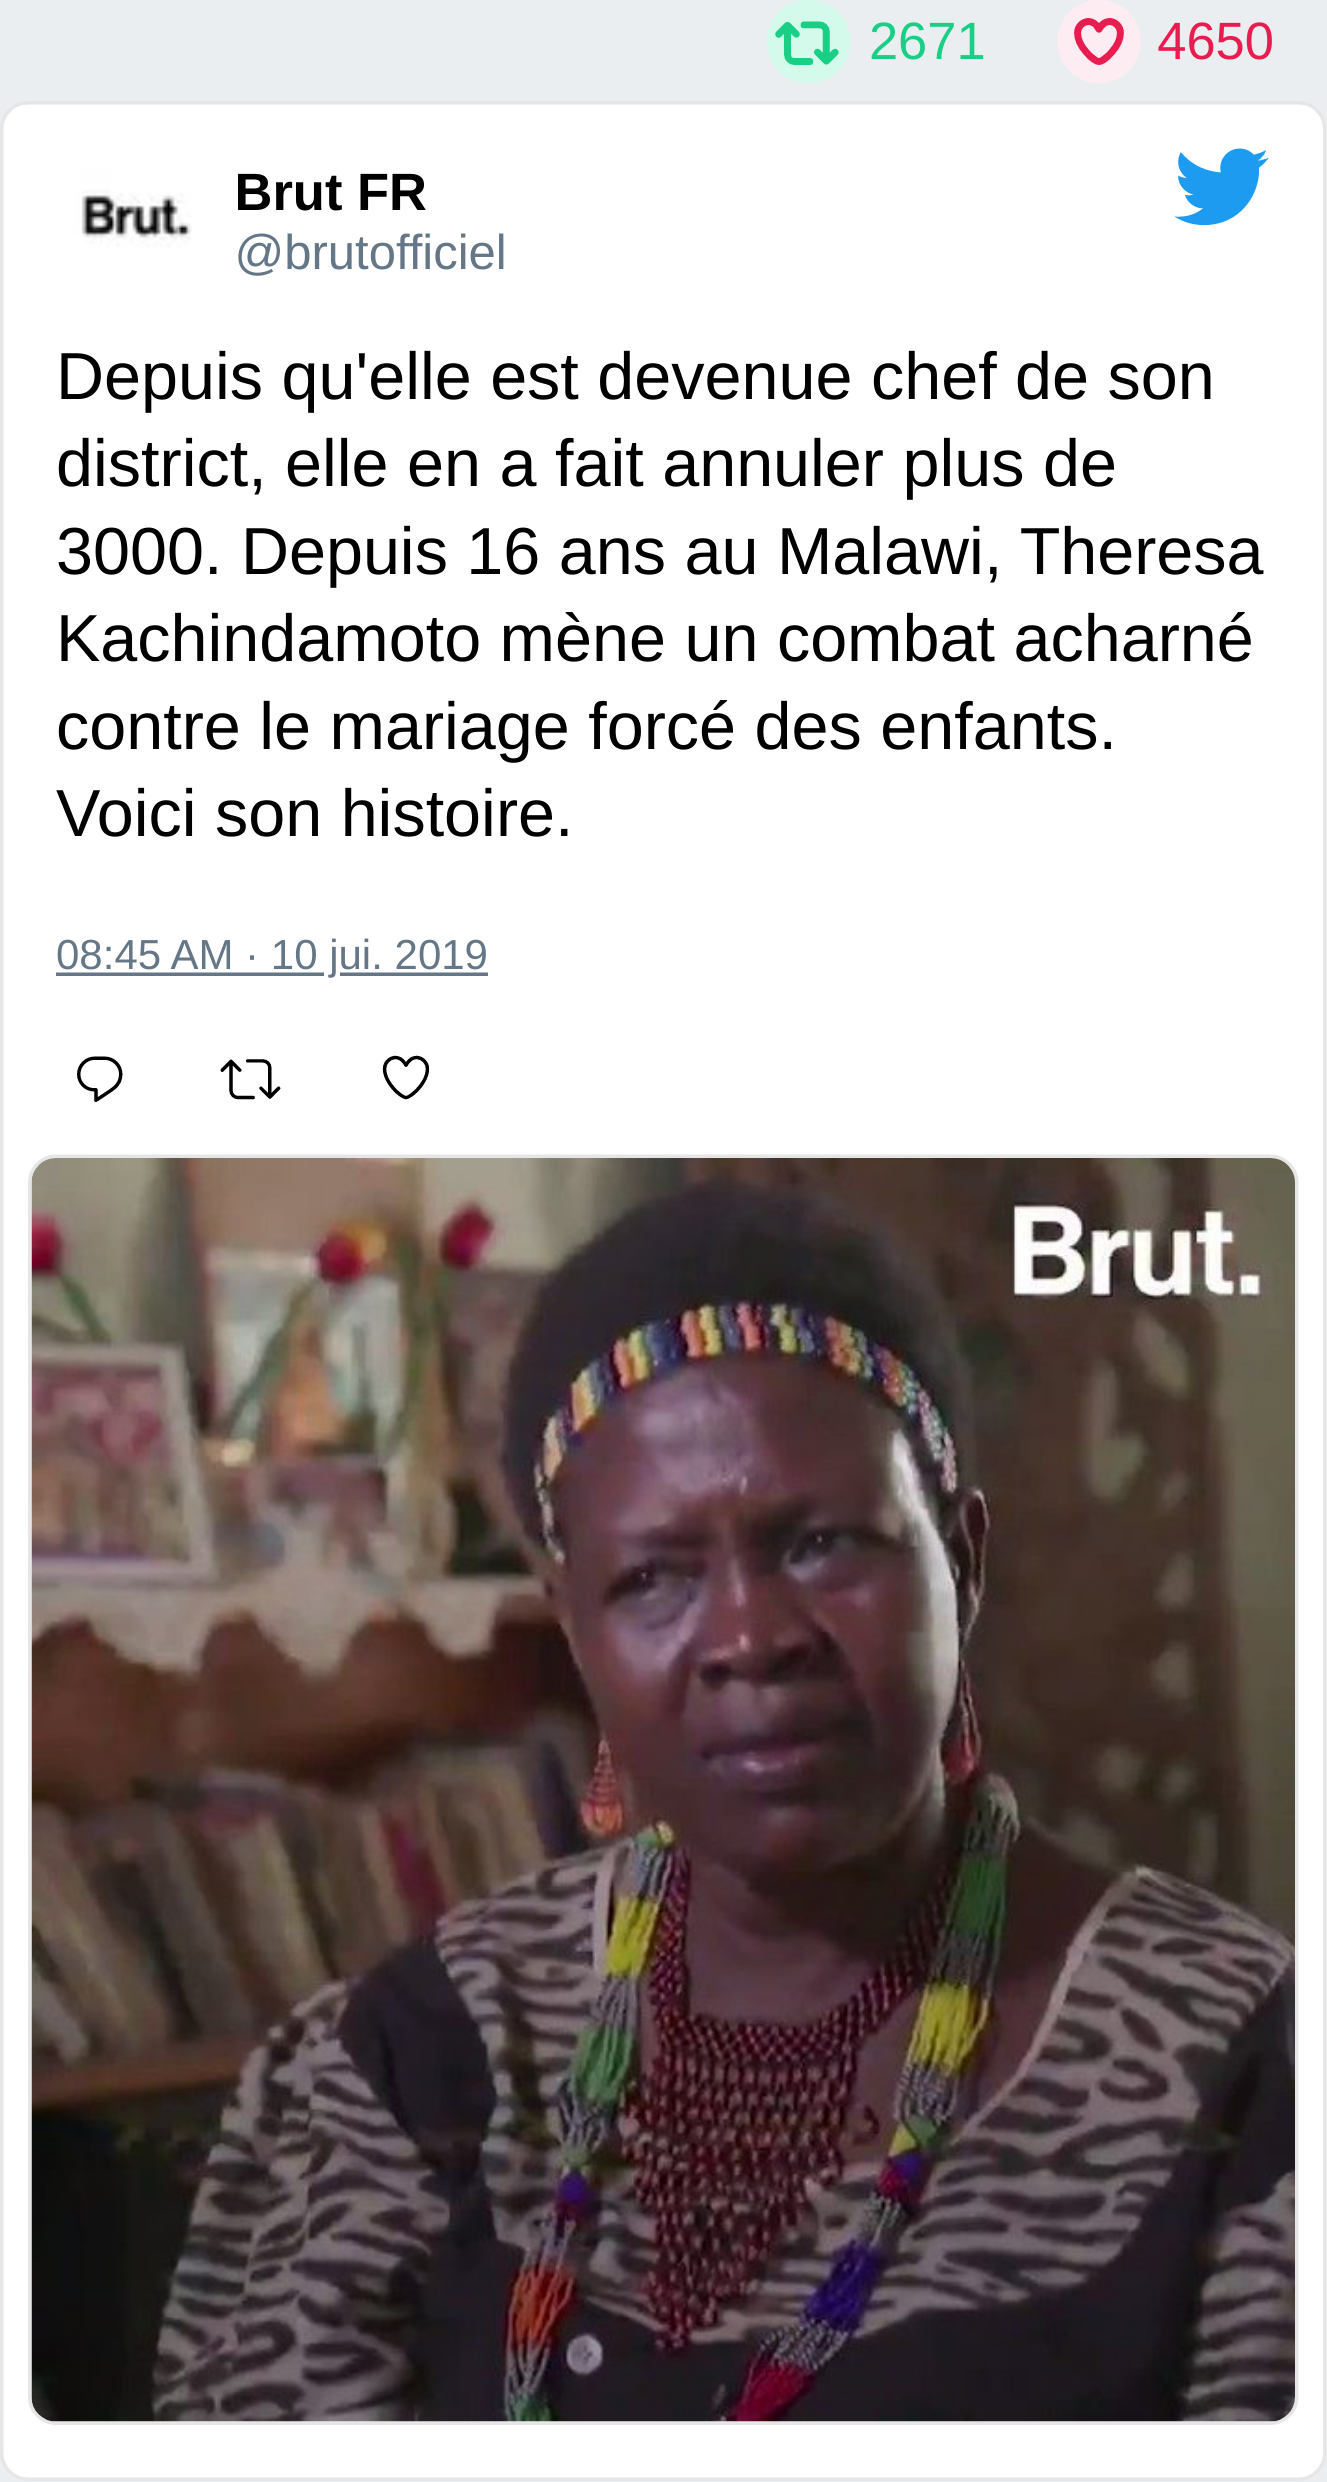 2671 4650
Brut.
Brut FR
@brutofficiel
Depuis qu'elle est devenue chef de son
district, elle en a fait annuler plus de
3000. Depuis 16 ans au Malawi, Theresa
Kachindamoto mène un combat acharné
contre le mariage forcé des enfants.
Voici son histoire.
08:45 AM · 10 jui. 2019
Brut.